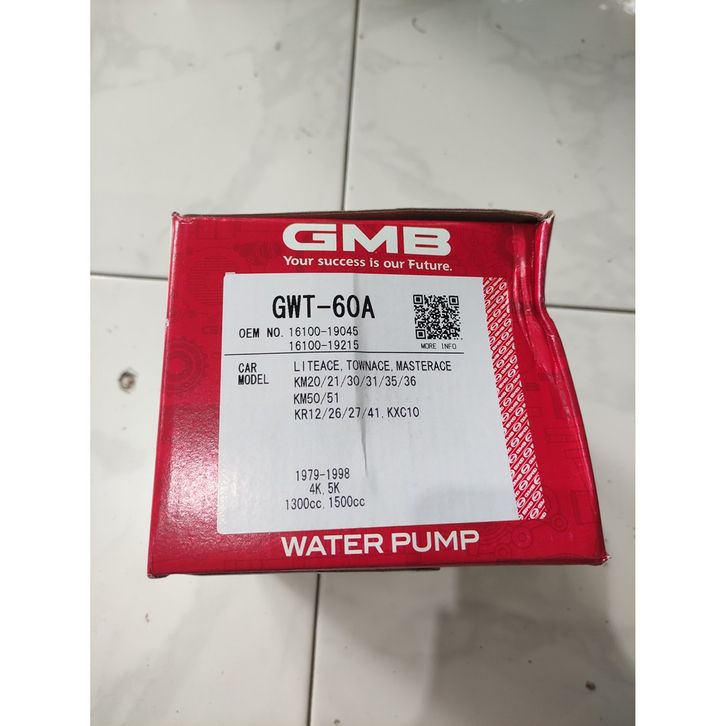 GMB
Your success is our Future.
GWT-60A
OEM NO. 16100-19045
16100-19215
MORE INFO
CAR MODEL
LITEACE, TOWNACE, MASTERACE
KM20/21/30/31/35/36
KM50/51
KR12/26/27/41, KXC10
1979-1998
4K, 5K
1300cc, 1500cc
WATER PUMP